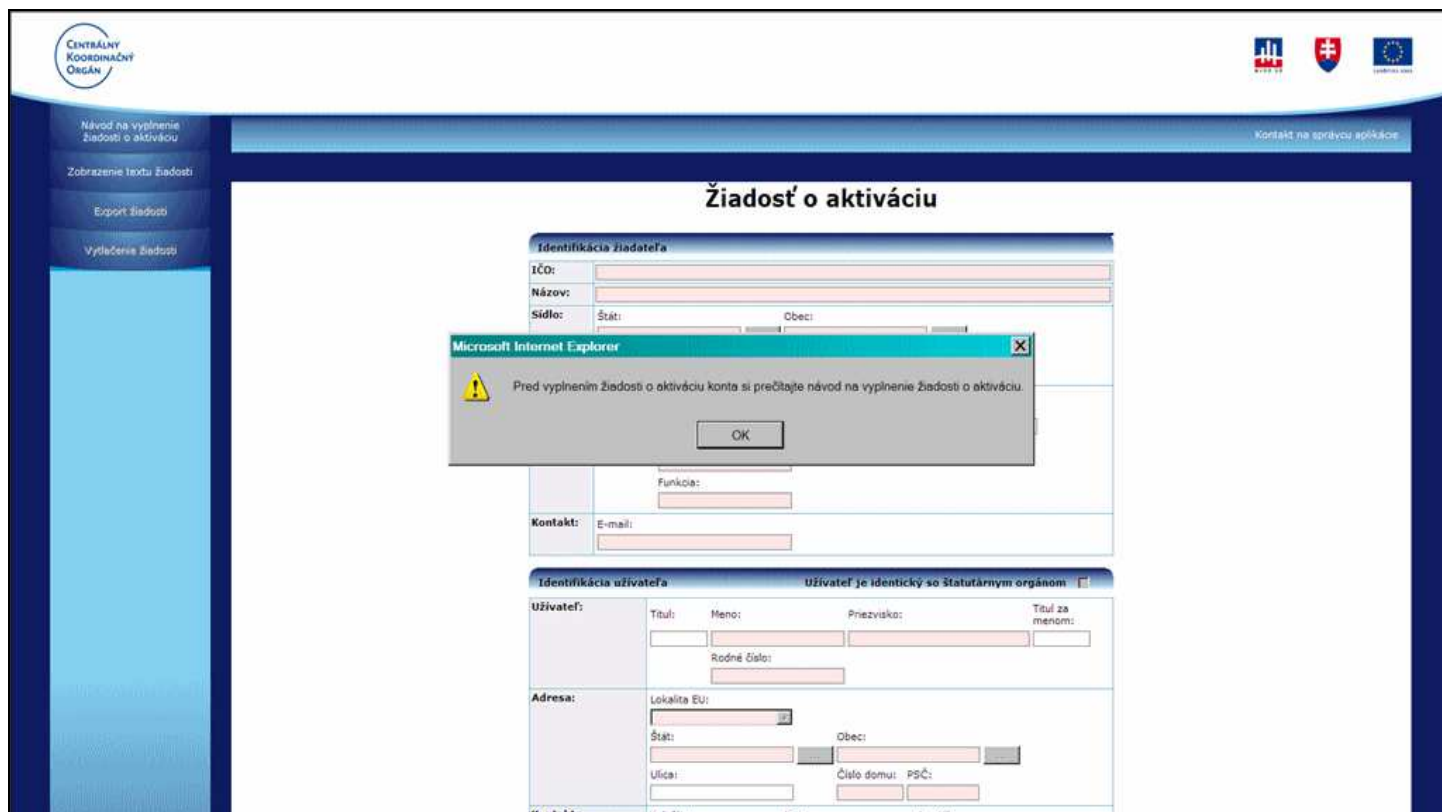 CENTRÁLNY
KOORDINAČNÝ
ORGÁN
Návod na vyplnenie
žiadosti o aktiváciu
Kontakt na správcu aplikácie
Zobrazenie textu žiadosti
Export žiadosti
Vytlačenie žiadosti
Žiadosť o aktiváciu
Identifikácia žiadateľa
IČO:
Názov:
Sídlo: Štát: Obec:
Microsoft Internet Explorer
Pred vyplnením žiadosti o aktiváciu konta si prečítajte návod na vyplnenie žiadosti o aktiváciu.
OK
Funkcia:
Kontakt: E-mail:
Identifikácia užívateľa Užívateľ je identický so štatutárnym orgánom
Užívateľ: Titul: Meno: Priezvisko: Titul za
menom:
Rodné číslo:
Adresa: Lokalita EU:
Štát: Obec:
... ...
Ulica: Číslo domu: PSČ: